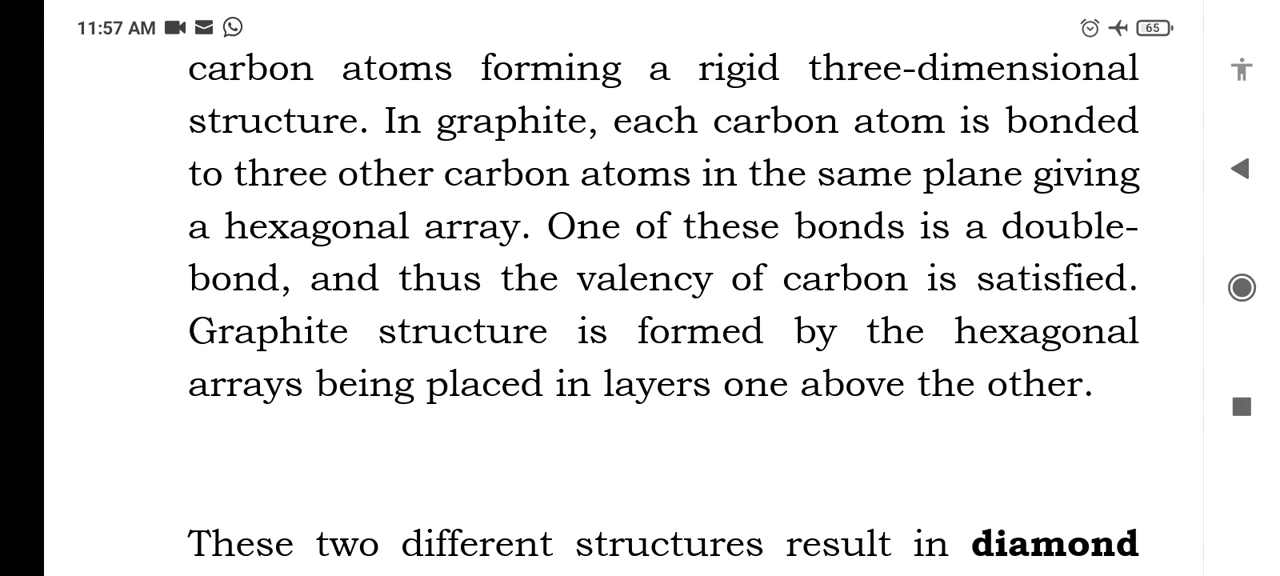 11:57 AM
65
carbon atoms forming a rigid three-dimensional
structure. In graphite, each carbon atom is bonded
to three other carbon atoms in the same plane giving
a hexagonal array. One of these bonds is a double-
bond, and thus the valency of carbon is satisfied.
Graphite structure is formed by the hexagonal
arrays being placed in layers one above the other.
These two different structures result in diamond